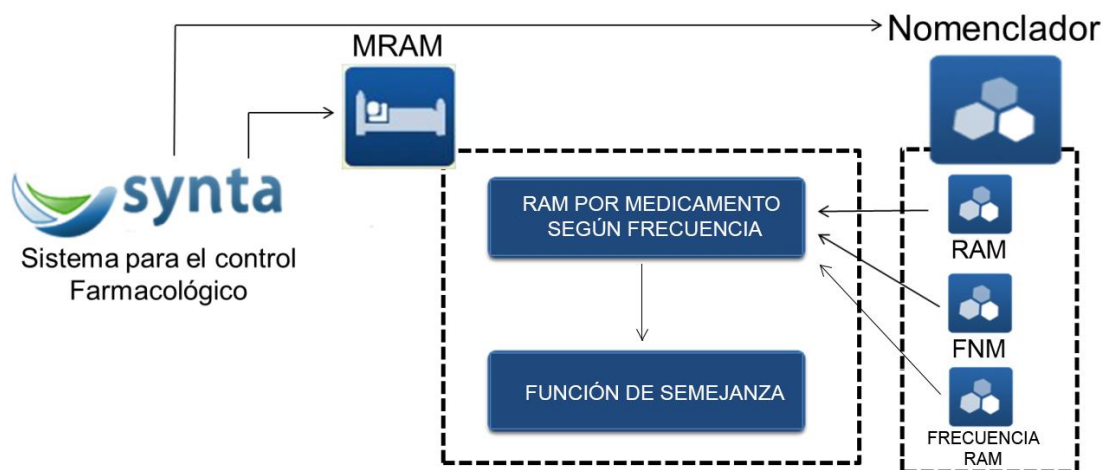 Nomenclador
MRAM
synta
Sistema para el control
Farmacológico
RAM POR MEDICAMENTO
SEGÚN FRECUENCIA
FUNCIÓN DE SEMEJANZA
RAM
FNM
FRECUENCIA
RAM